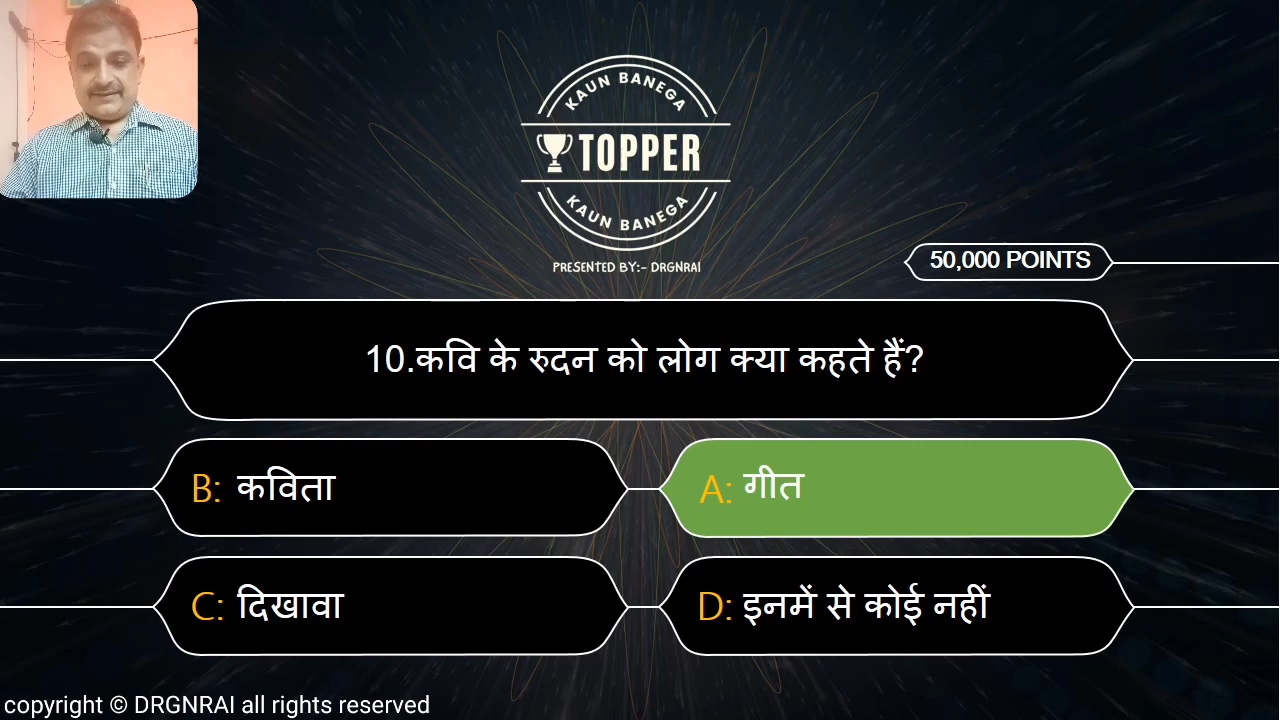 KAUN BANEGA
TOPPER
KAUN BANEGA
PRESENTED BY:- DRGNRAI
50,000 POINTS
10.कवि के रुदन को लोग क्या कहते हैं?
B: कविता
A: गीत
C: दिखावा
D: इनमें से कोई नहीं
copyright © DRGNRAI all rights reserved